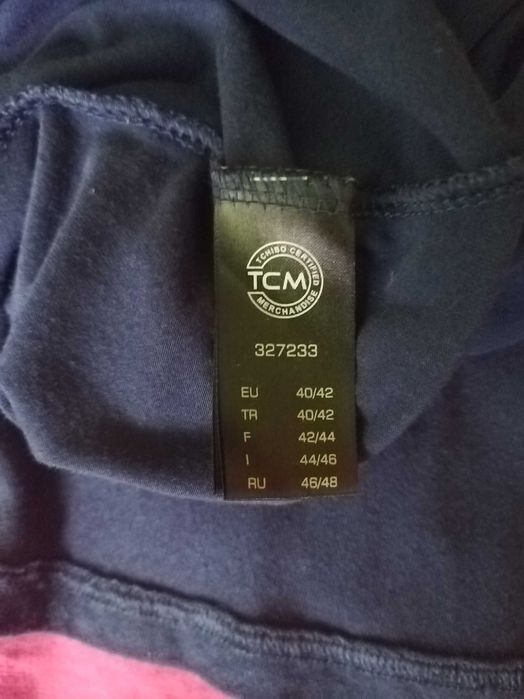 TCHIBO CERTIFIED
TCM
MERCHANDISE
327233
EU 40/42
TR 40/42
F 42/44
I 44/46
RU 46/48